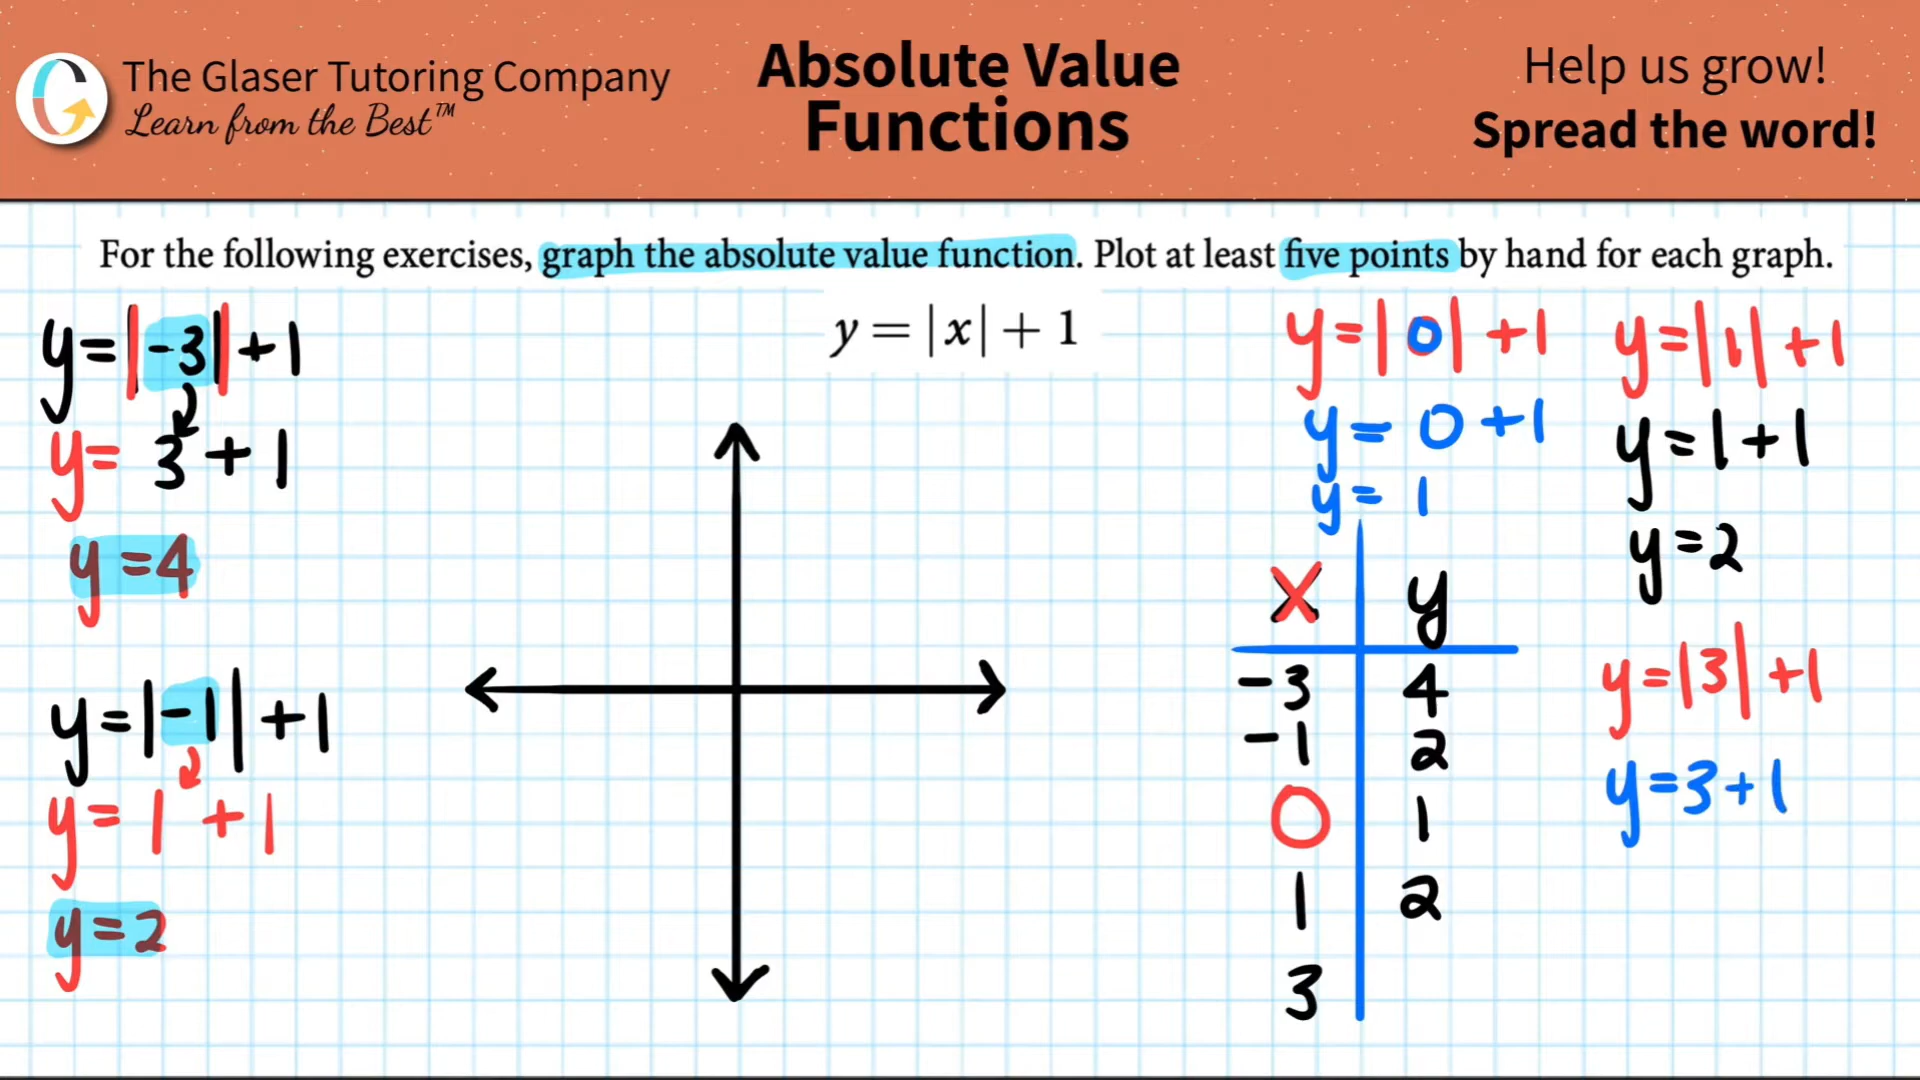 The Glaser Tutoring Company
Learn from the Best™
Absolute Value
Functions
Help us grow!
Spread the word!
For the following exercises, graph the absolute value function. Plot at least five points by hand for each graph.
y = |x| + 1
y=|-3|+1
y= 3+1
y=4
y=|-1|+1
y= 1+1
y=2
y=|0|+1
y= 0+1
y= 1
x y
-3 4
-1 2
0 1
1 2
3
y=|1|+1
y=1+1
y=2
y=|3|+1
y=3+1